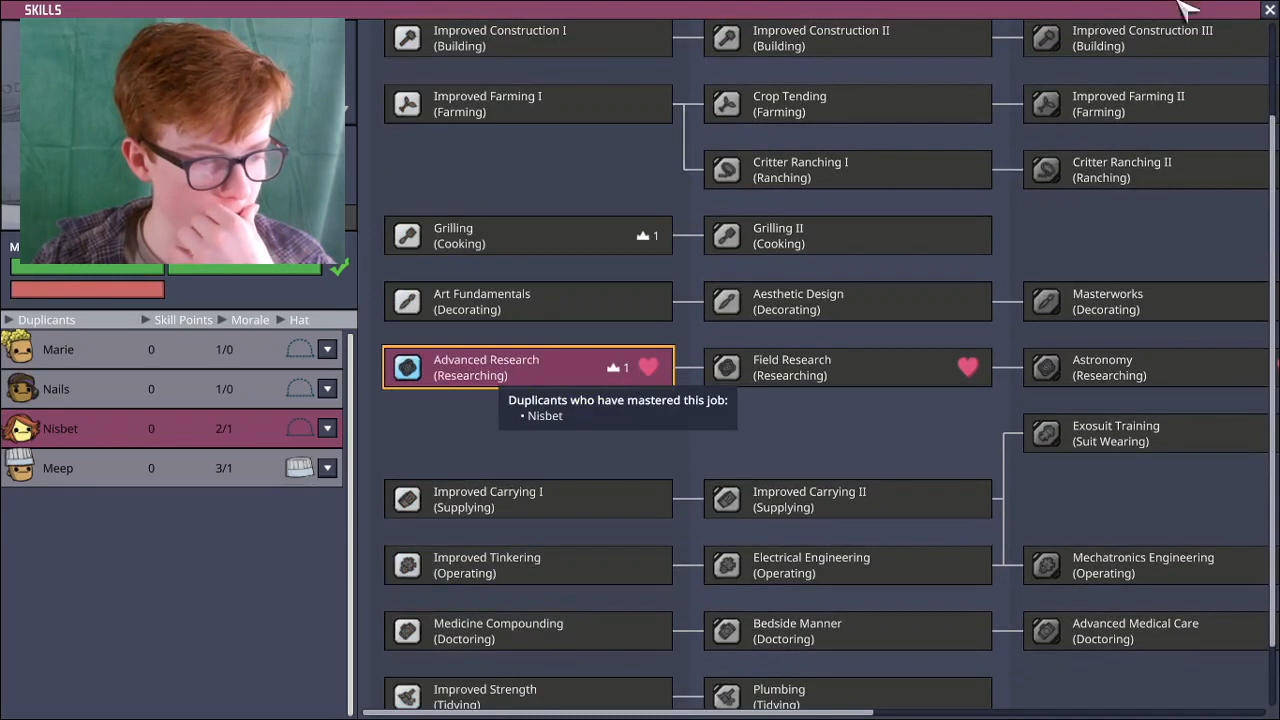 SKILLS
Improved Construction I
(Building)
Improved Construction II
(Building)
Improved Construction III
(Building)
Improved Farming I
(Farming)
Crop Tending
(Farming)
Improved Farming II
(Farming)
Critter Ranching I
(Ranching)
Critter Ranching II
(Ranching)
Grilling
(Cooking)
1
Grilling II
(Cooking)
M
Art Fundamentals
(Decorating)
Aesthetic Design
(Decorating)
Masterworks
(Decorating)
Duplicants Skill Points Morale Hat
Marie 0 1/0
Nails 0 1/0
Nisbet 0 2/1
Meep 0 3/1
Advanced Research
(Researching)
1
Field Research
(Researching)
Astronomy
(Researching)
Duplicants who have mastered this job:
• Nisbet
Exosuit Training
(Suit Wearing)
Improved Carrying I
(Supplying)
Improved Carrying II
(Supplying)
Improved Tinkering
(Operating)
Electrical Engineering
(Operating)
Mechatronics Engineering
(Operating)
Medicine Compounding
(Doctoring)
Bedside Manner
(Doctoring)
Advanced Medical Care
(Doctoring)
Improved Strength
(Tidying)
Plumbing
(Tidying)